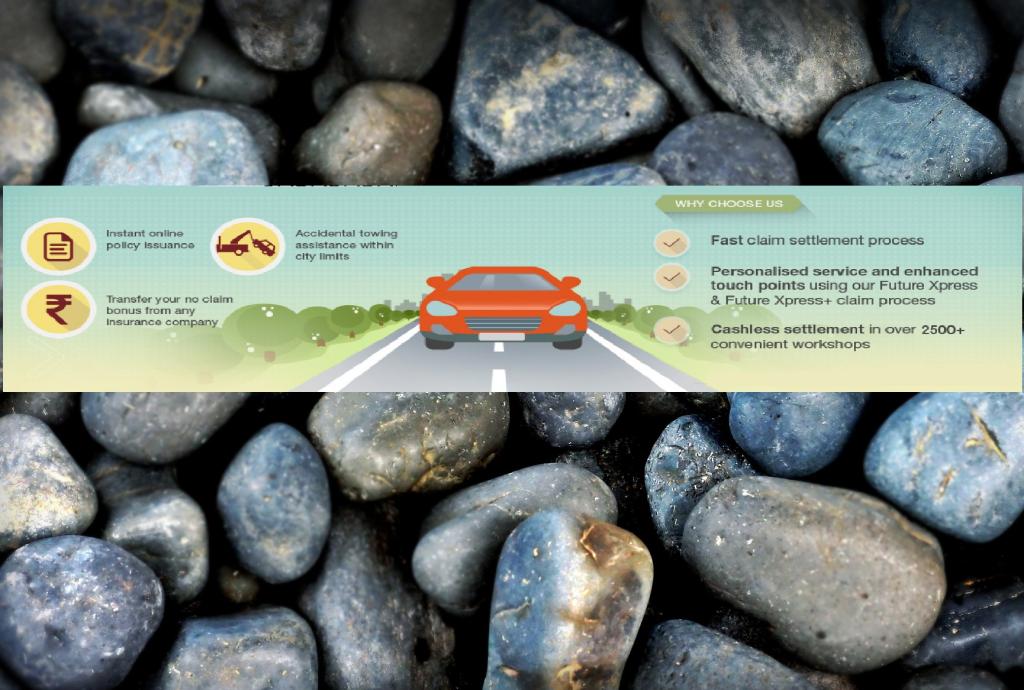 Instant online
policy issuance
Accidental towing
assistance within
city limits
Transfer your no claim
bonus from any
insurance company
WHY CHOOSE US
Fast claim settlement process
Personalised service and enhanced
touch points using our Future Xpress
& Future Xpress+ claim process
Cashless settlement in over 2500+
convenient workshops